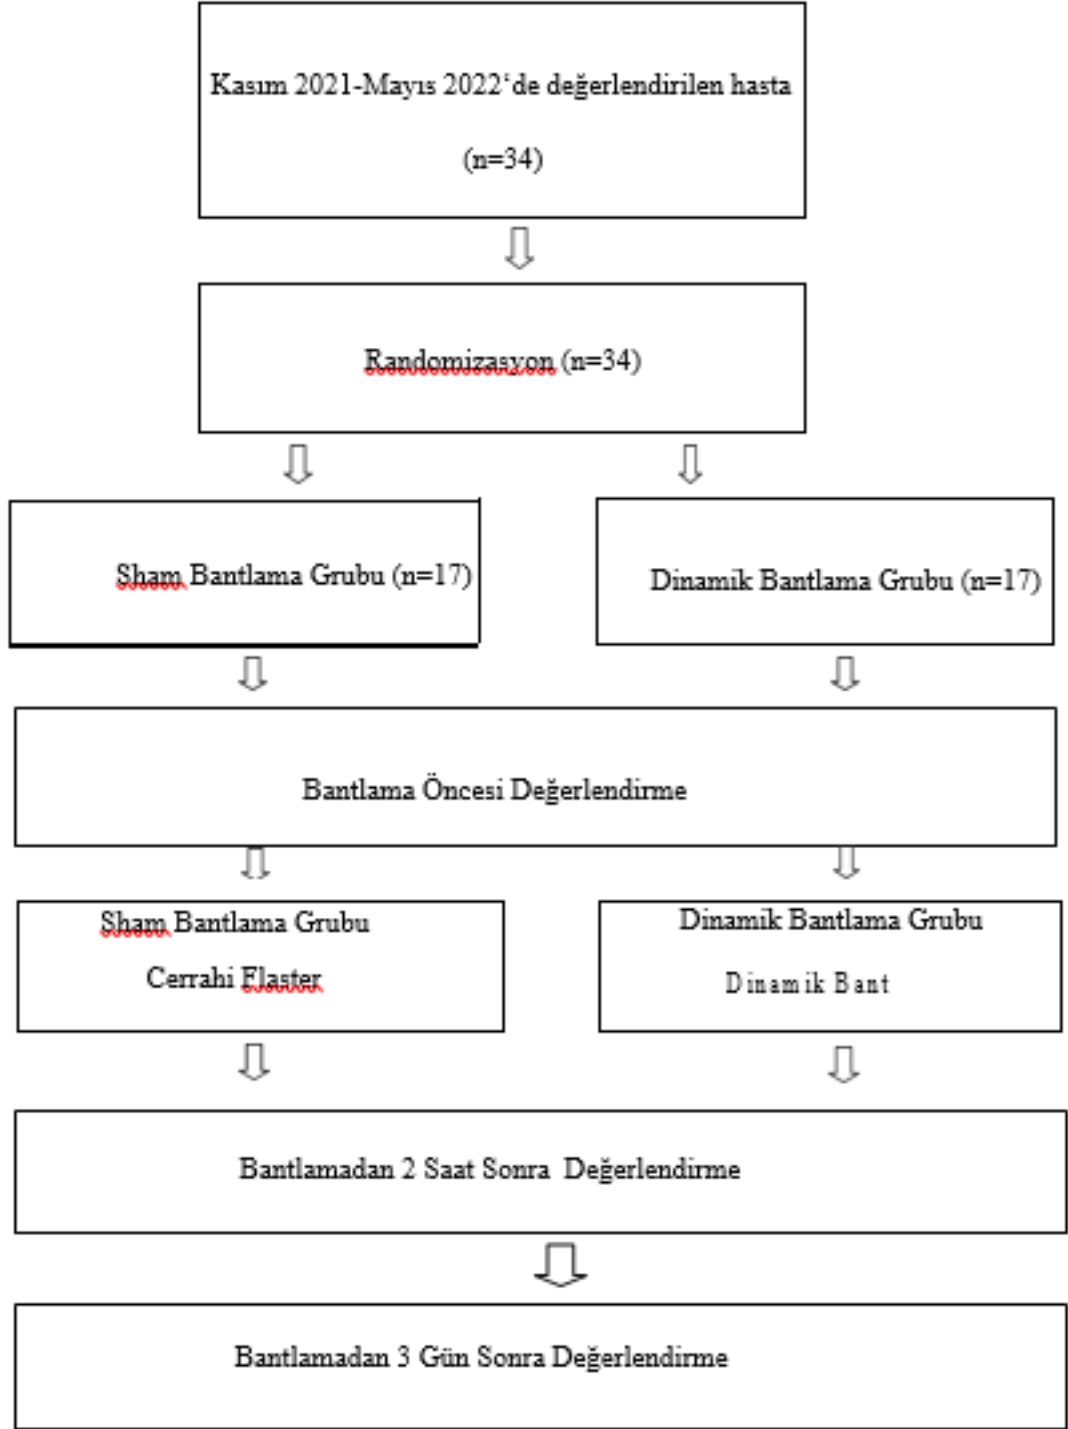 Kasım 2021-Mayıs 2022‘de değerlendirilen hasta
(n=34)
Randomizasyon (n=34)
Sham Bantlama Grubu (n=17)
Dinamik Bantlama Grubu (n=17)
Bantlama Öncesi Değerlendirme
Sham Bantlama Grubu
Cerrahi Flaster
Dinamik Bantlama Grubu
Dinamik Bant
Bantlamadan 2 Saat Sonra Değerlendirme
Bantlamadan 3 Gün Sonra Değerlendirme